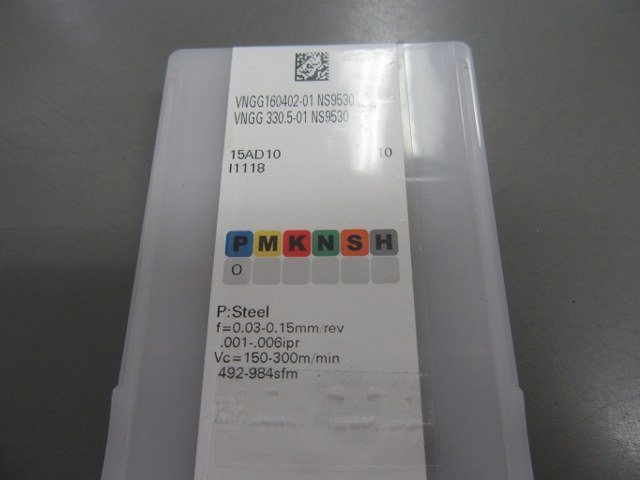 VNGG160402-01 NS9530
VNGG 330.5-01 NS9530
15AD10 10
I1118
P M K N S H
O
P:Steel
f=0.03-0.15mm/rev
.001-.006ipr
Vc=150-300m/min
492-984sfm